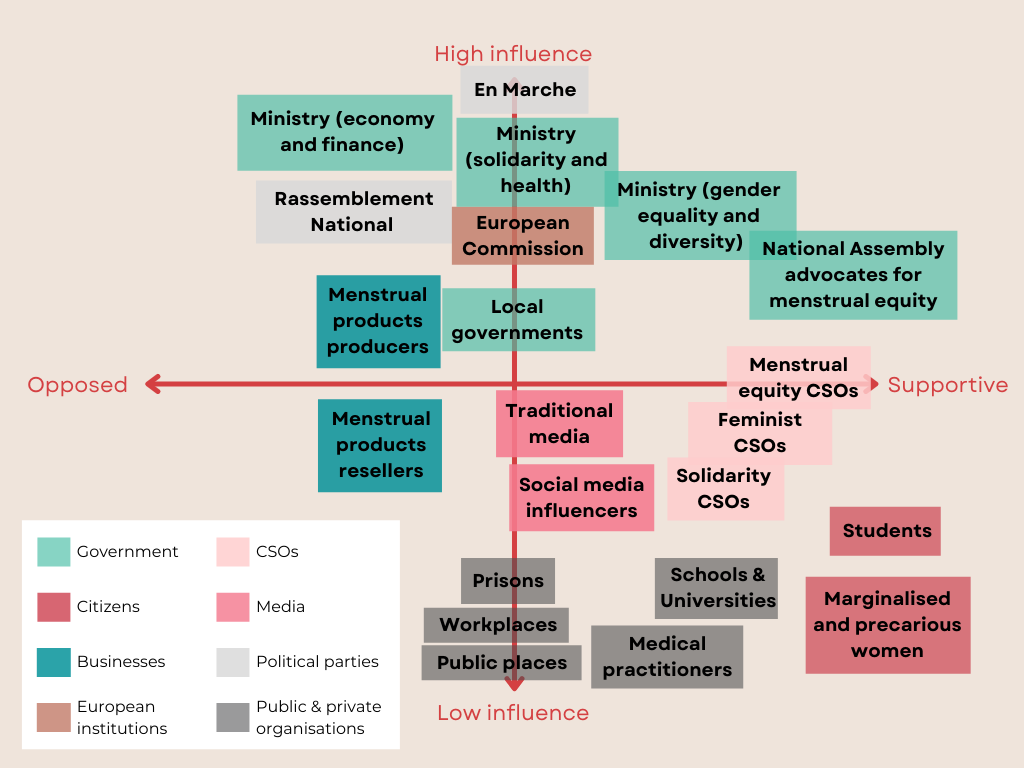 High influence
En Marche
Ministry (economy
and finance)
Ministry
(solidarity and
health)
Rassemblement
National
Ministry (gender
equality and
diversity)
European
Commission
National Assembly
advocates for
menstrual equity
Menstrual
products
producers
Local
governments
Opposed
Supportive
Menstrual
equity CSOs
Menstrual
products
resellers
Traditional
media
Feminist
CSOs
Social media
influencers
Solidarity
CSOs
Students
Prisons
Schools &
Universities
Workplaces
Marginalised
and precarious
women
Public places
Medical
practitioners
Low influence
Government
CSOs
Citizens
Media
Businesses
Political parties
European
institutions
Public & private
organisations